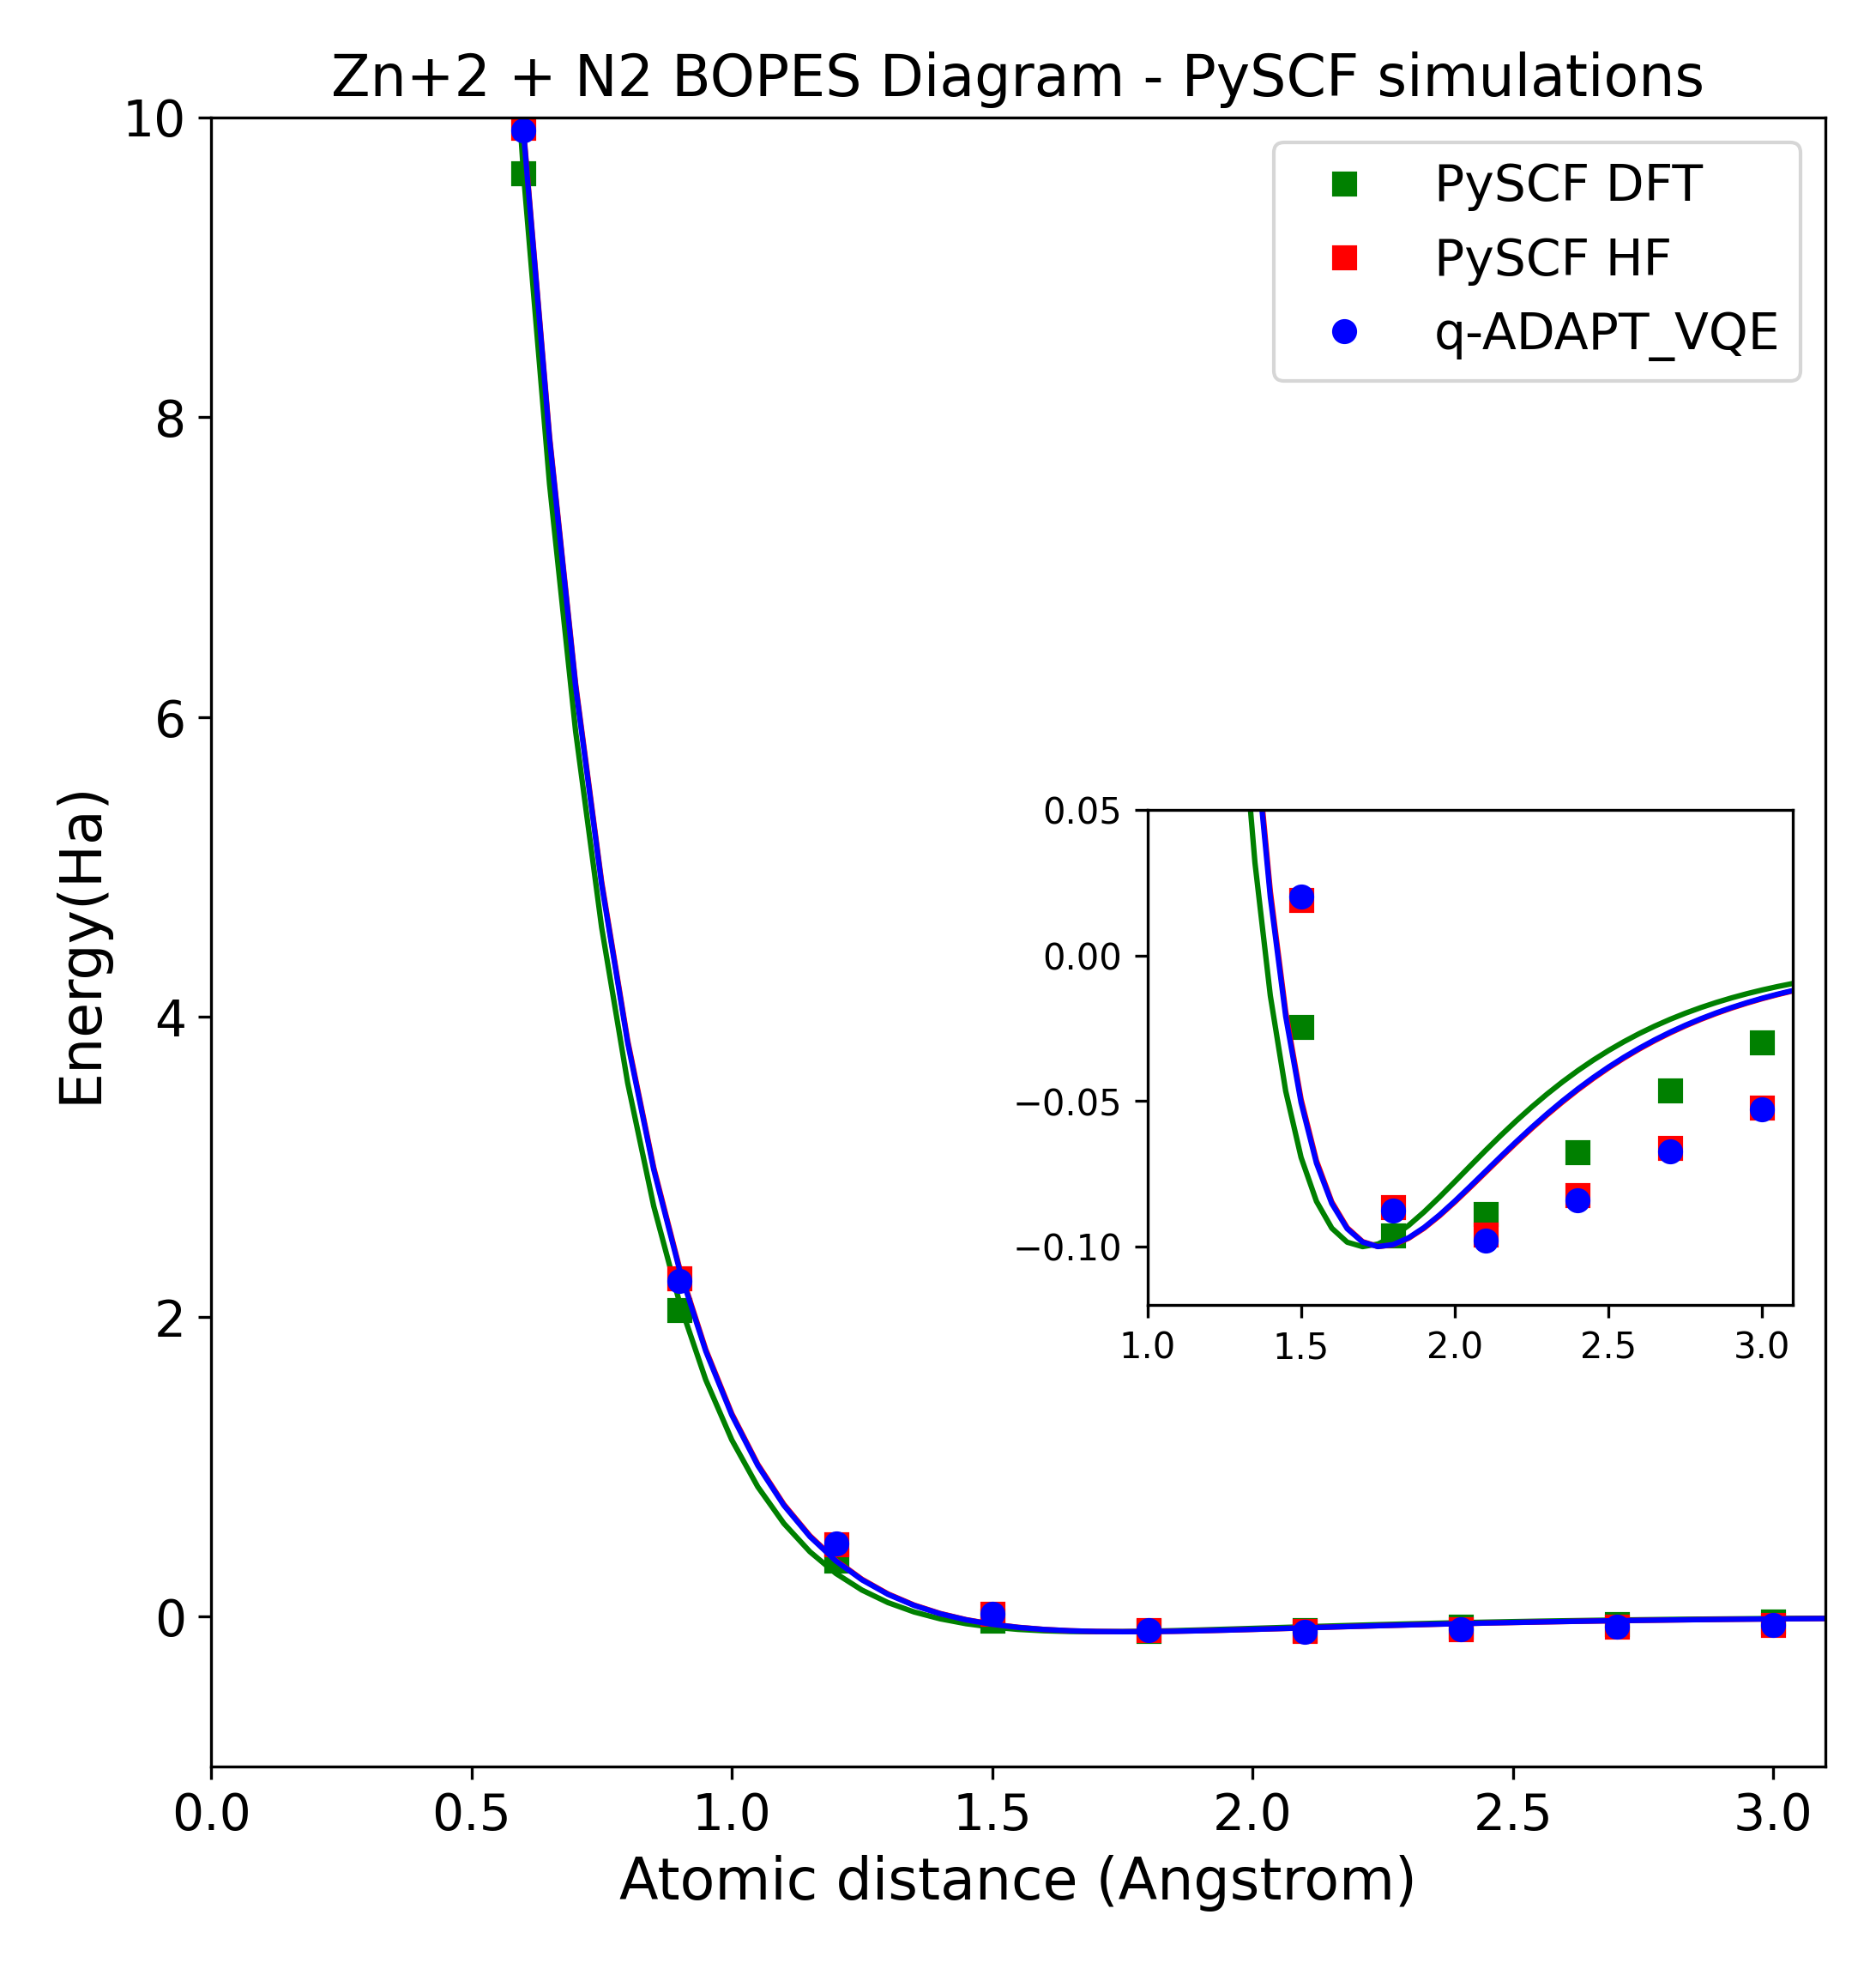 Zn+2 + N2 BOPES Diagram - PySCF simulations
10
8
6
4
2
0
Energy(Ha)
PySCF DFT
PySCF HF
q-ADAPT_VQE
0.05
0.00
−0.05
−0.10
1.0 1.5 2.0 2.5 3.0
0.0 0.5 1.0 1.5 2.0 2.5 3.0
Atomic distance (Angstrom)